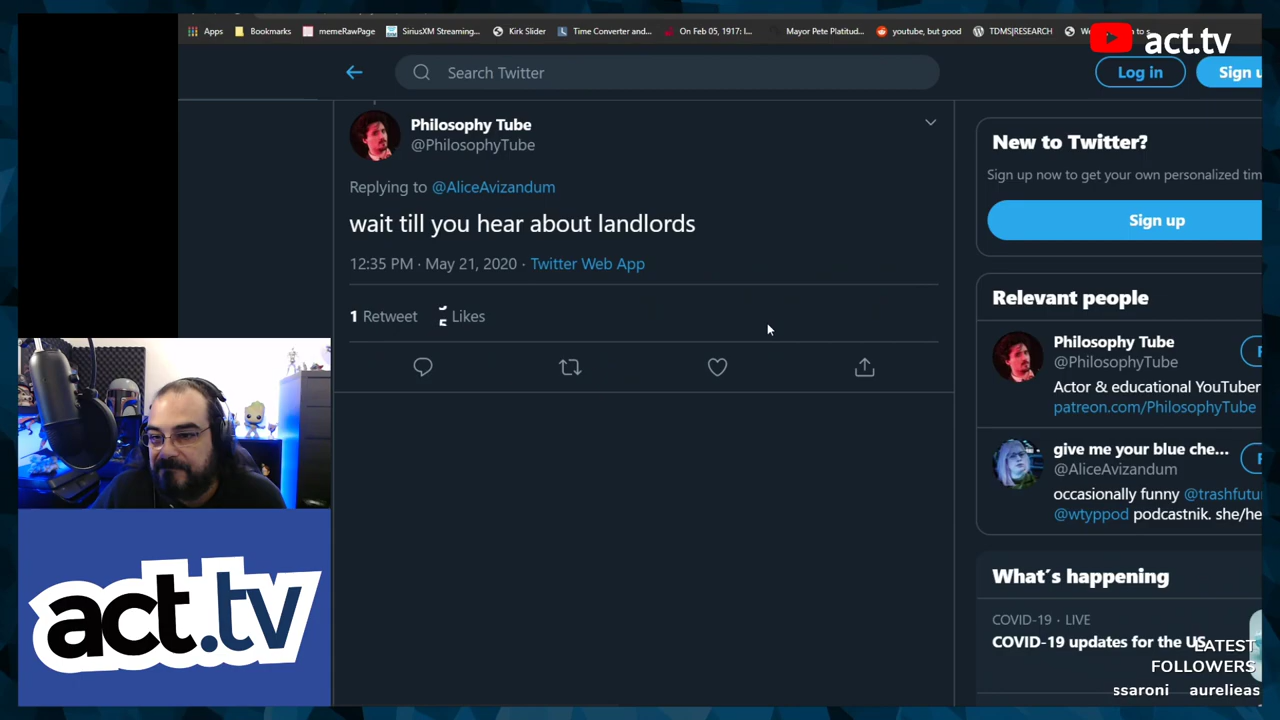 Apps
Bookmarks
memeRawPage
SiriusXM Streaming...
Kirk Slider
Time Converter and...
On Feb 05, 1917: I...
Mayor Pete Platitud...
youtube, but good
TDMS|RESEARCH
act.tv
Search Twitter
Log in
Sign
Philosophy Tube
@PhilosophyTube
Replying to @AliceAvizandum
wait till you hear about landlords
12:35 PM · May 21, 2020 · Twitter Web App
1 Retweet
Likes
New to Twitter?
Sign up now to get your own personalized
Sign up
Relevant people
Philosophy Tube
@PhilosophyTube
Actor & educational YouTuber
patreon.com/PhilosophyTube
give me your blue che...
@AliceAvizandum
occasionally funny @trashfutu
@wtyppod podcastnik. she/he
What's happening
COVID-19 · LIVE
COVID-19 updates for the US
LATEST
FOLLOWERS
ssaroni aurelieas
act.tv